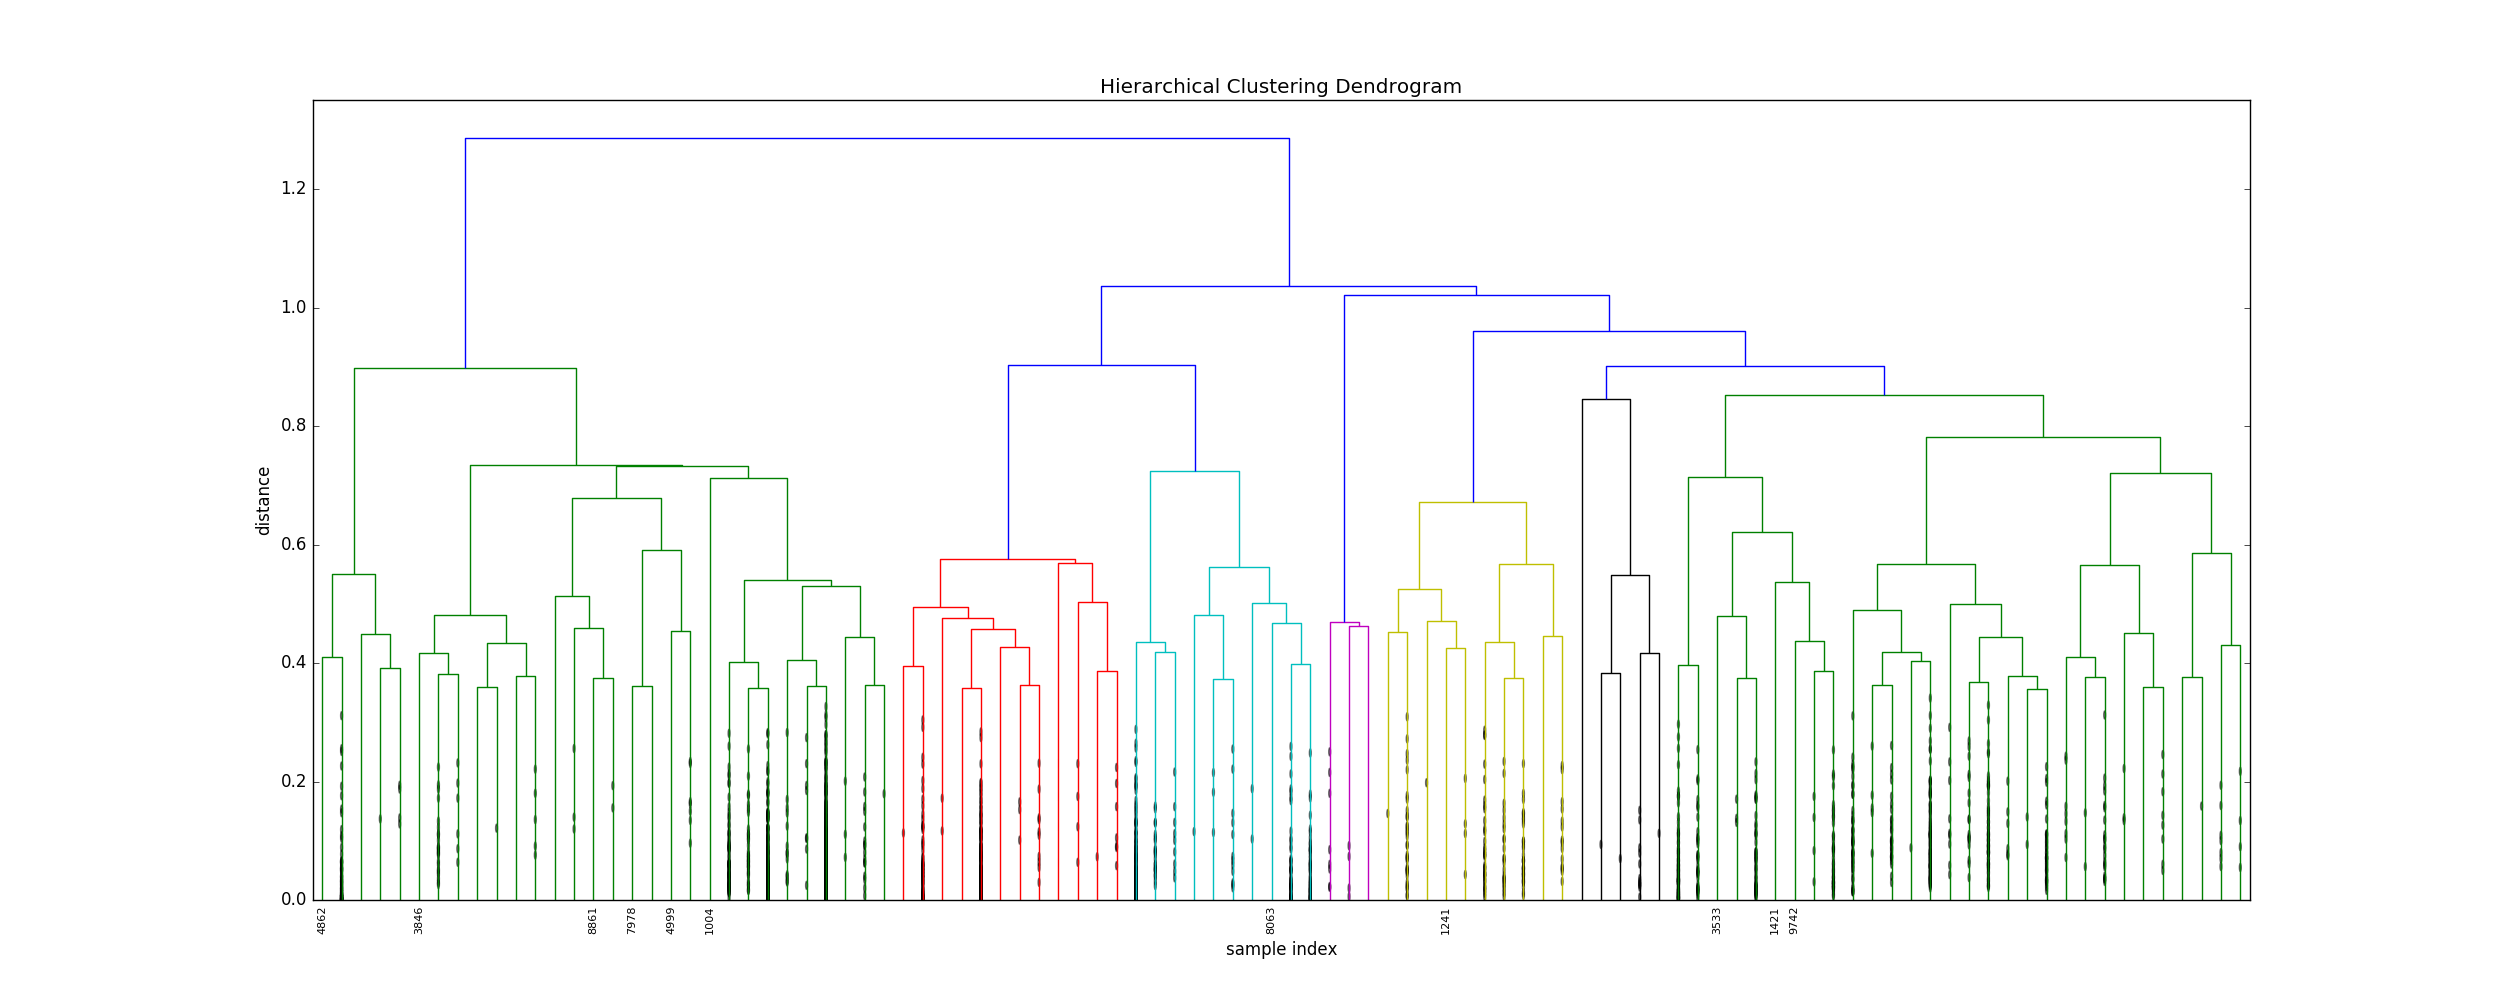 Hierarchical Clustering Dendrogram
1.2
1.0
0.8
0.6
0.4
0.2
0.0
distance
4862 3846 8861 7978 4999 1004 8063 1241 3533 1421 9742
sample index